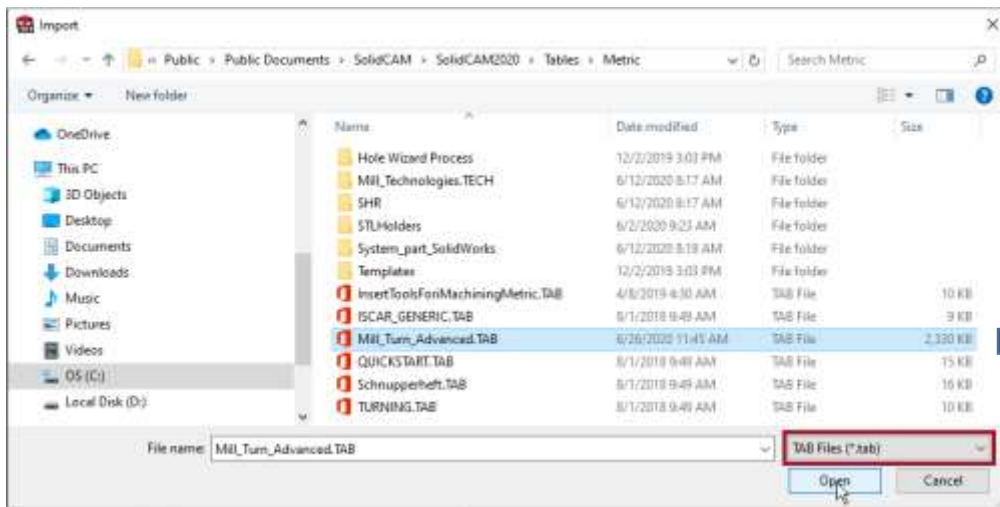 Import
« Public › Public Documents › SolidCAM › SolidCAM2020 › Tables › Metric
Search Metric
Organize
New folder
Name Date modified Type Size
OneDrive
This PC
3D Objects
Desktop
Documents
Downloads
Music
Pictures
Videos
OS (C:)
Local Disk (D:)
Hole Wizard Process 12/2/2019 3:03 PM File folder
Mill_Technologies.TECH 6/12/2020 8:17 AM File folder
SHR 6/12/2020 8:17 AM File folder
STLHolders 6/2/2020 9:23 AM File folder
System_part_SolidWorks 6/12/2020 8:18 AM File folder
Templates 12/2/2019 3:03 PM File folder
InsertToolsForiMachiningMetric.TAB 4/8/2019 4:30 AM TAB File 10 KB
ISCAR_GENERIC.TAB 8/1/2018 9:49 AM TAB File 9 KB
Mill_Turn_Advanced.TAB 6/26/2020 11:45 AM TAB File 2,330 KB
QUICKSTART.TAB 8/1/2018 9:49 AM TAB File 15 KB
Schnupperheft.TAB 8/1/2018 9:49 AM TAB File 16 KB
TURNING.TAB 8/1/2018 9:49 AM TAB File 10 KB
File name: Mill_Turn_Advanced.TAB
TAB Files (*.tab)
Open Cancel